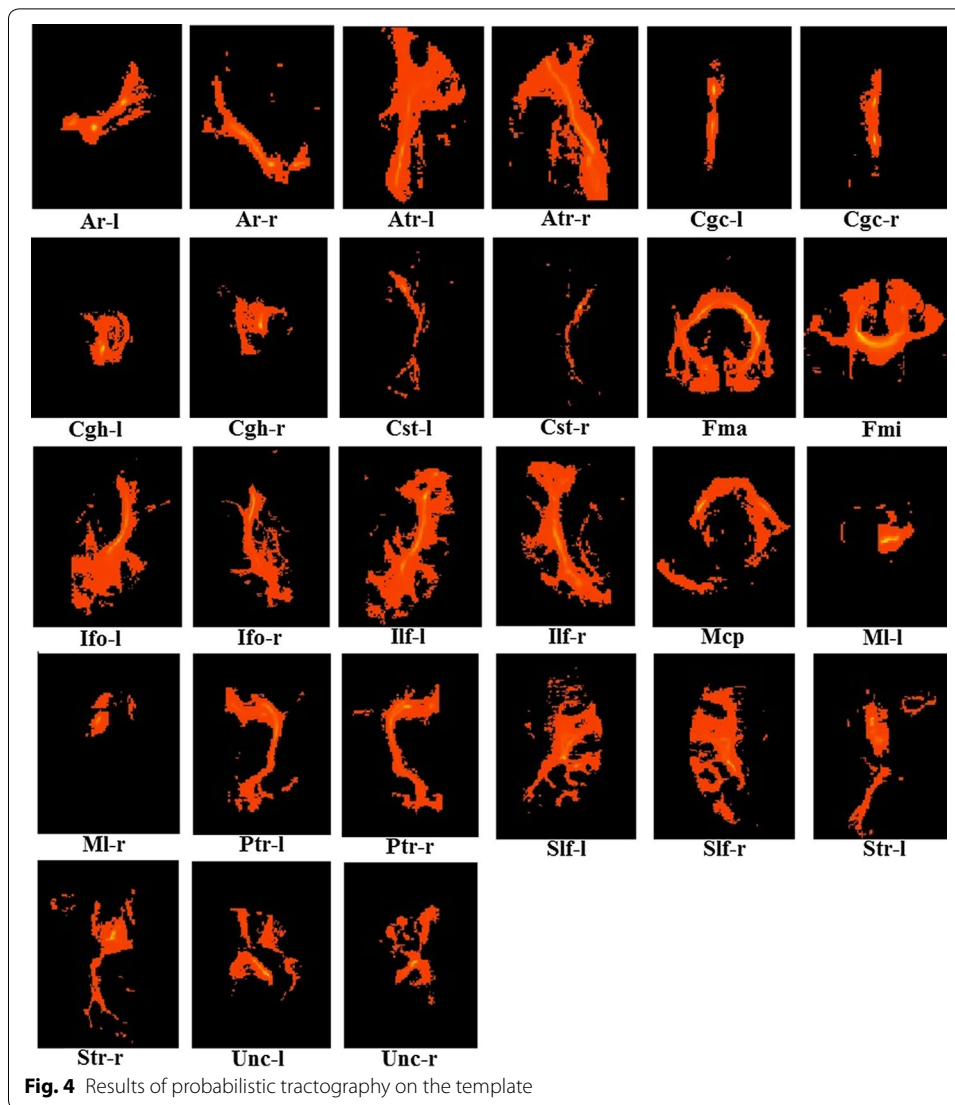 Ar-l Ar-r Atr-l Atr-r Cgc-l Cgc-r
Cgh-l Cgh-r Cst-l Cst-r Fma Fmi
Ifo-l Ifo-r Ilf-l Ilf-r Mcp Ml-l
Ml-r Ptr-l Ptr-r Slf-l Slf-r Str-l
Str-r Unc-l Unc-r
Fig. 4 Results of probabilistic tractography on the template